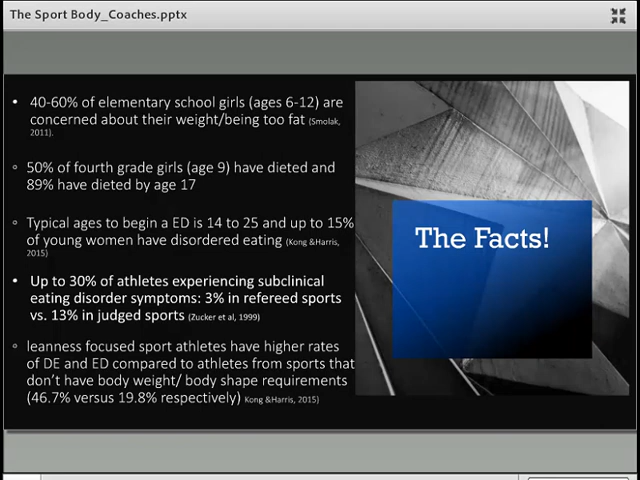 The Sport Body_Coaches.pptx
• 40-60% of elementary school girls (ages 6-12) are
concerned about their weight/being too fat (Smolak,
2011).
◦ 50% of fourth grade girls (age 9) have dieted and
89% have dieted by age 17
◦ Typical ages to begin a ED is 14 to 25 and up to 15%
of young women have disordered eating (Kong &Harris,
2015)
• Up to 30% of athletes experiencing subclinical
eating disorder symptoms: 3% in refereed sports
vs. 13% in judged sports (Zucker et al, 1999)
◦ leanness focused sport athletes have higher rates
of DE and ED compared to athletes from sports that
don't have body weight/ body shape requirements
(46.7% versus 19.8% respectively) Kong &Harris, 2015)
The Facts!